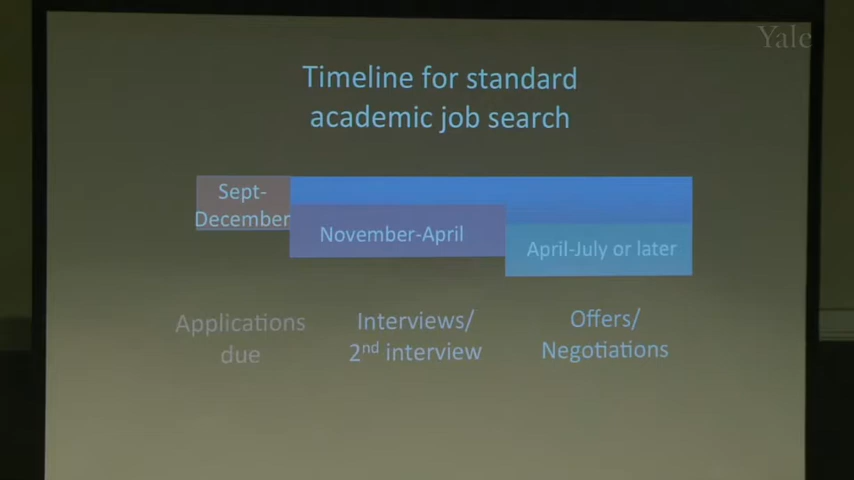 Yale
Timeline for standard
academic job search
Sept-
December
November-April
April-July or later
Applications
due
Interviews/
2nd interview
Offers/
Negotiations